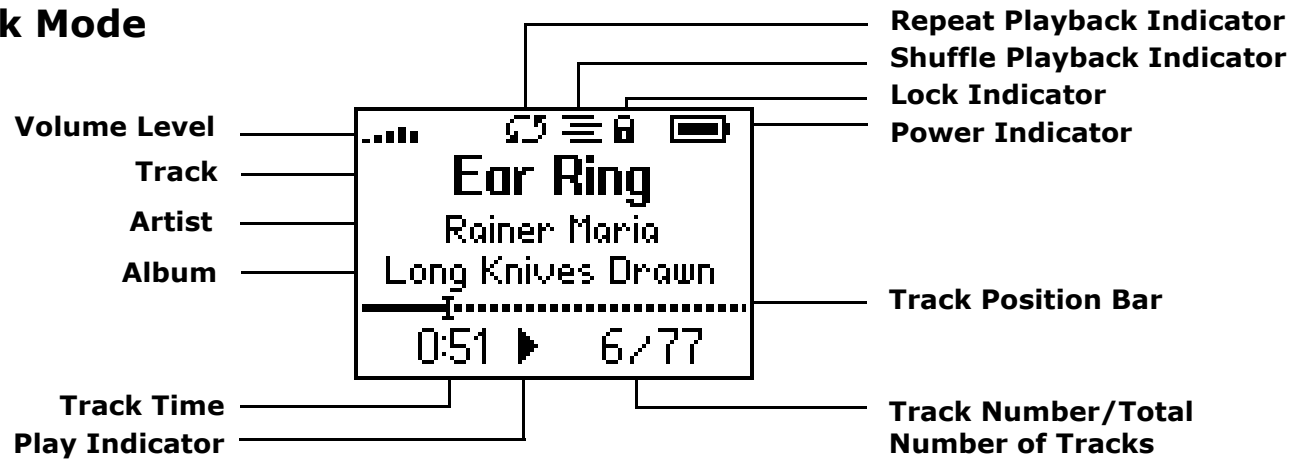 k Mode
Repeat Playback Indicator
Shuffle Playback Indicator
Lock Indicator
Power Indicator
Volume Level
Track
Artist
Album
Ear Ring
Rainer Maria
Long Knives Drawn
0:51 6/77
Track Position Bar
Track Time
Play Indicator
Track Number/Total
Number of Tracks